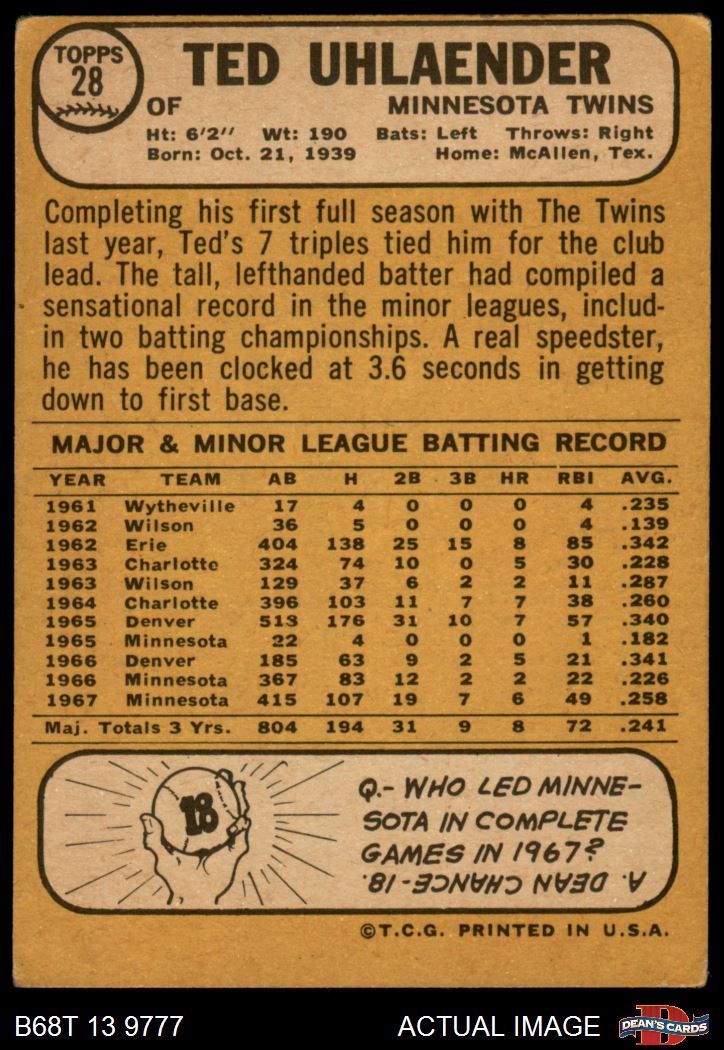 TOPPS
28
TED UHLAENDER
OF MINNESOTA TWINS
Ht: 6'2" Wt: 190 Bats: Left Throws: Right
Born: Oct. 21, 1939 Home: McAllen, Tex.
Completing his first full season with The Twins
last year, Ted's 7 triples tied him for the club
lead. The tall, lefthanded batter had compiled a
sensational record in the minor leagues, includ-
in two batting championships. A real speedster,
he has been clocked at 3.6 seconds in getting
down to first base.
MAJOR & MINOR LEAGUE BATTING RECORD
YEAR TEAM AB H 2B 3B HR RBI AVG.
1961 Wytheville 17 4 0 0 0 4 .235
1962 Wilson 36 5 0 0 0 4 .139
1962 Erie 404 138 25 15 8 85 .342
1963 Charlotte 324 74 10 0 5 30 .228
1963 Wilson 129 37 6 2 2 11 .287
1964 Charlotte 396 103 11 7 7 38 .260
1965 Denver 513 176 31 10 7 57 .340
1965 Minnesota 22 4 0 0 0 1 .182
1966 Denver 185 63 9 2 5 21 .341
1966 Minnesota 367 83 12 2 2 22 .226
1967 Minnesota 415 107 19 7 6 49 .258
Maj. Totals 3 Yrs. 804 194 31 9 8 72 .241
18
Q.- WHO LED MINNE-
SOTA IN COMPLETE
GAMES IN 1967?
A. DEAN CHANCE-18.
©T.C.G. PRINTED IN U.S.A.
B68T 13 9777 ACTUAL IMAGE
D
DEAN'S CARDS